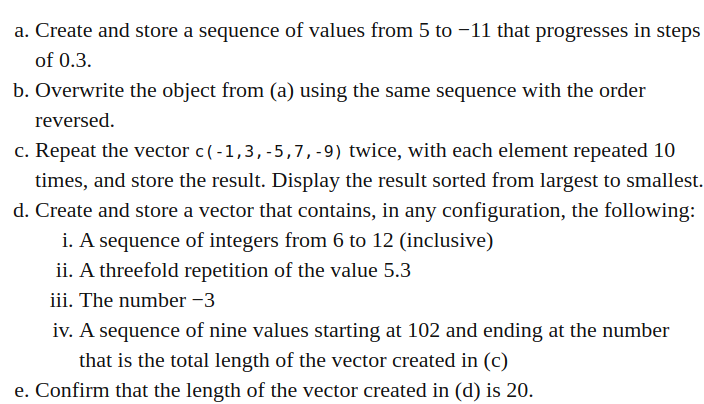 a. Create and store a sequence of values from 5 to −11 that progresses in steps
of 0.3.
b. Overwrite the object from (a) using the same sequence with the order
reversed.
c. Repeat the vector c(-1,3,-5,7,-9) twice, with each element repeated 10
times, and store the result. Display the result sorted from largest to smallest.
d. Create and store a vector that contains, in any configuration, the following:
i. A sequence of integers from 6 to 12 (inclusive)
ii. A threefold repetition of the value 5.3
iii. The number −3
iv. A sequence of nine values starting at 102 and ending at the number
that is the total length of the vector created in (c)
e. Confirm that the length of the vector created in (d) is 20.